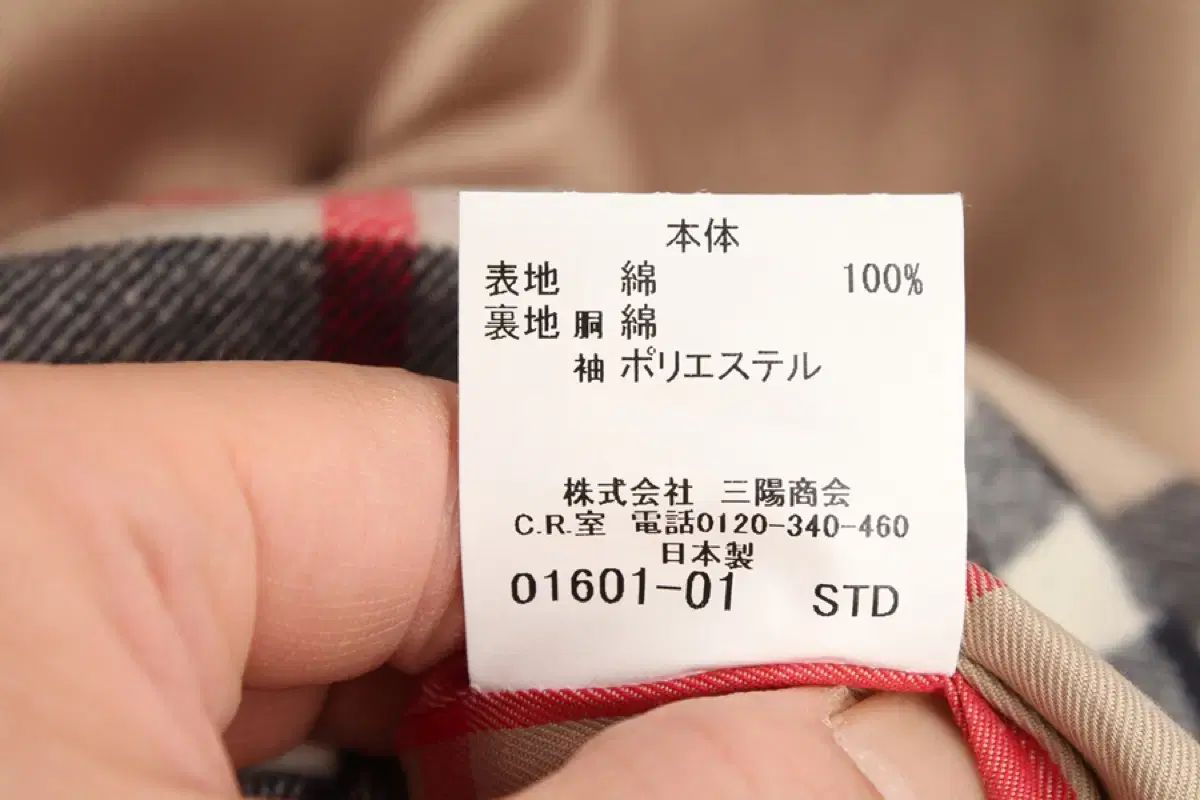 本体
表地 綿 100%
裏地 胴 綿
袖 ポリエステル
株式会社 三陽商会
C.R.室 電話0120-340-460
日本製
01601-01 STD